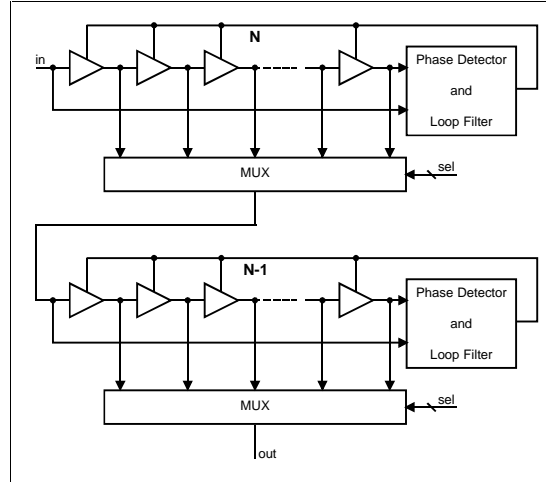 N
in
Phase Detector
and
Loop Filter
MUX
sel
N-1
Phase Detector
and
Loop Filter
MUX
sel
out